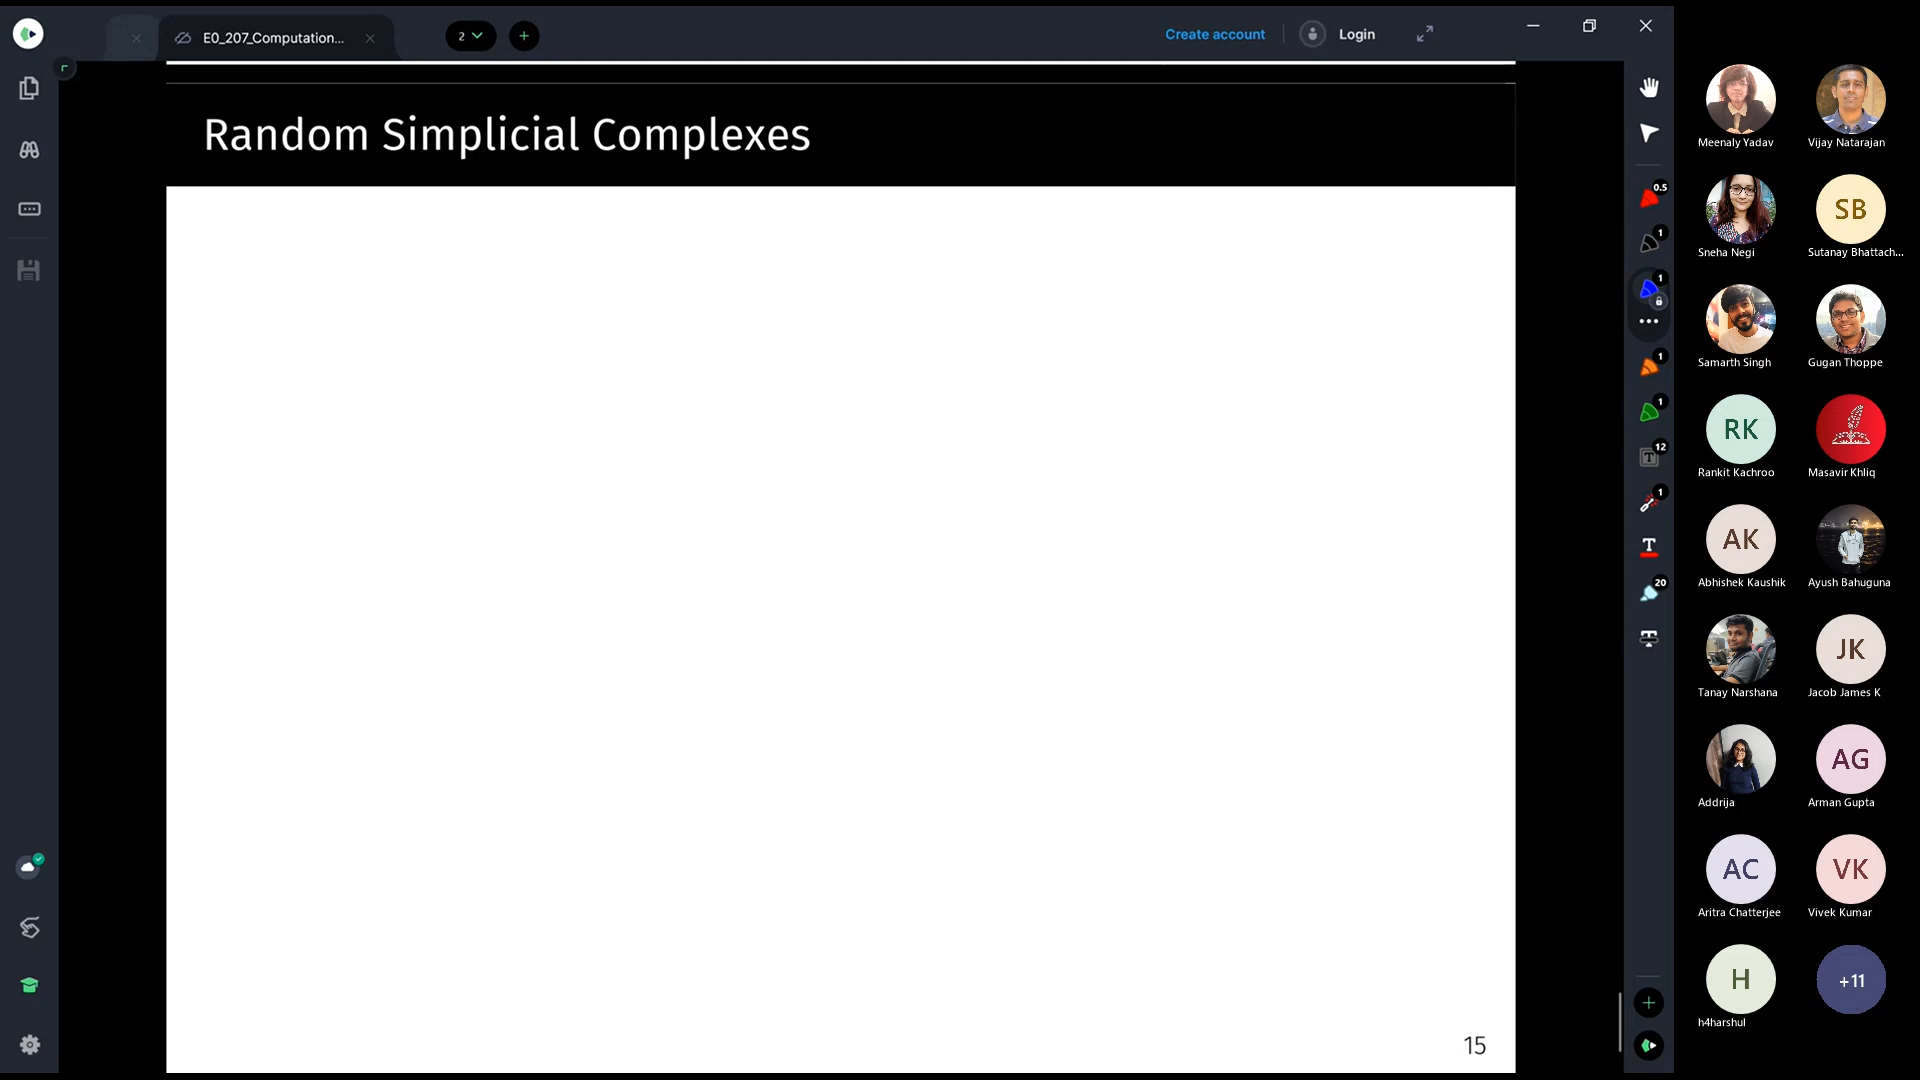 E0_207_Computation...
2
Create account
Login
Random Simplicial Complexes
15
0.5
1
1
1
1
12
1
T
20
Meenaly Yadav
Vijay Natarajan
Sneha Negi
SB
Sutanay Bhattach...
Samarth Singh
Gugan Thoppe
RK
Rankit Kachroo
Masavir Khliq
AK
Abhishek Kaushik
Ayush Bahuguna
Tanay Narshana
JK
Jacob James K
Addrija
AG
Arman Gupta
AC
Aritra Chatterjee
VK
Vivek Kumar
H
h4harshul
+11